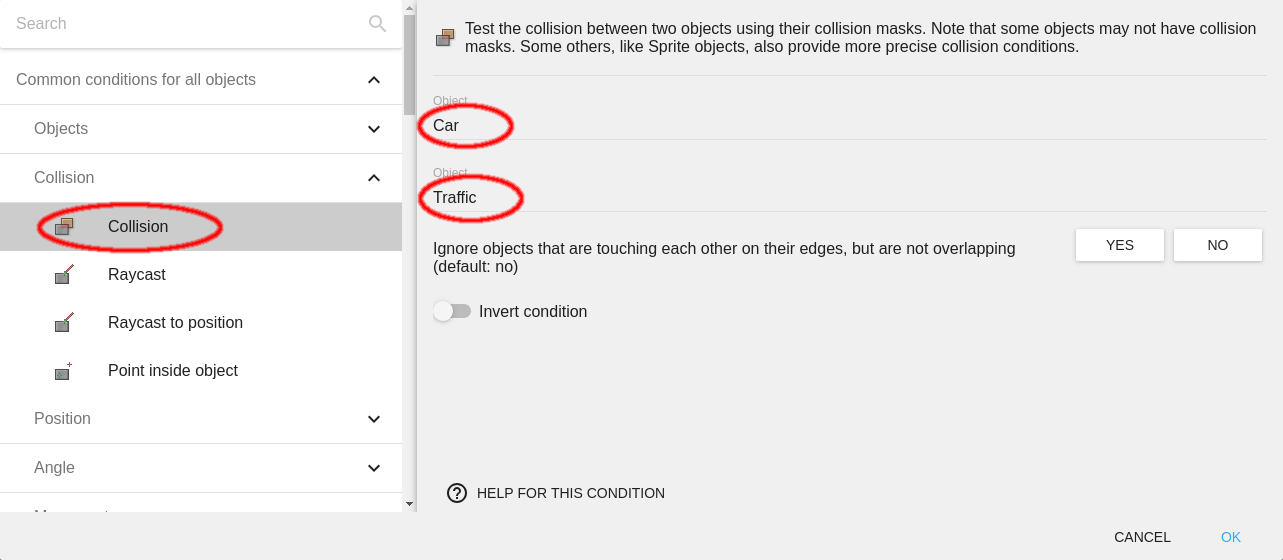 Search
Common conditions for all objects
Objects
Collision
Collision
Raycast
Raycast to position
Point inside object
Position
Angle
Test the collision between two objects using their collision masks. Note that some objects may not have collision
masks. Some others, like Sprite objects, also provide more precise collision conditions.
Object
Car
Object
Traffic
Ignore objects that are touching each other on their edges, but are not overlapping
(default: no)
YES
NO
Invert condition
HELP FOR THIS CONDITION
CANCEL
OK